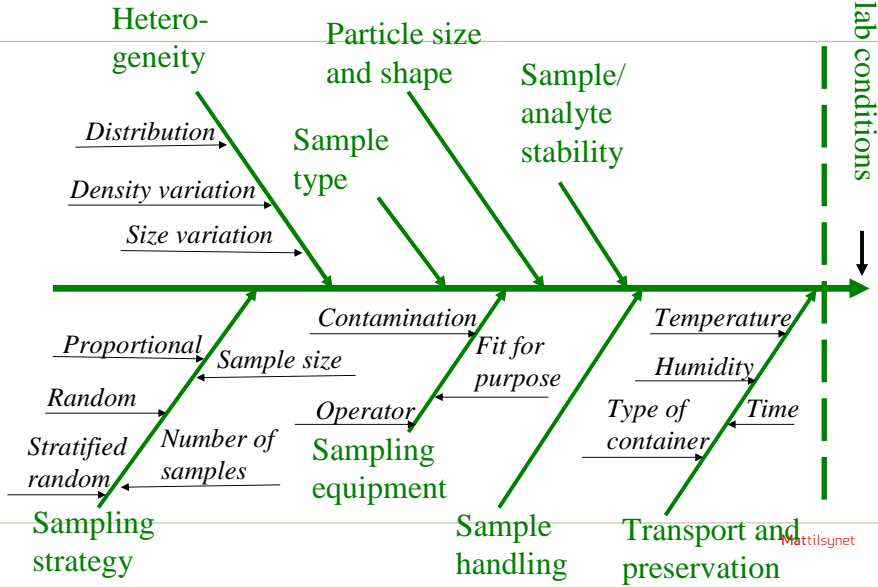 Hetero-
geneity
Particle size
and shape
Sample/
analyte
stability
lab conditions
Distribution
Sample
type
Density variation
Size variation
Contamination
Temperature
Proportional
Sample size
Fit for
purpose
Humidity
Random
Operator
Type of
container
Time
Stratified
random
Number of
samples
Sampling
equipment
Sampling
strategy
Sample
handling
Transport and
preservation
Mattilsynet